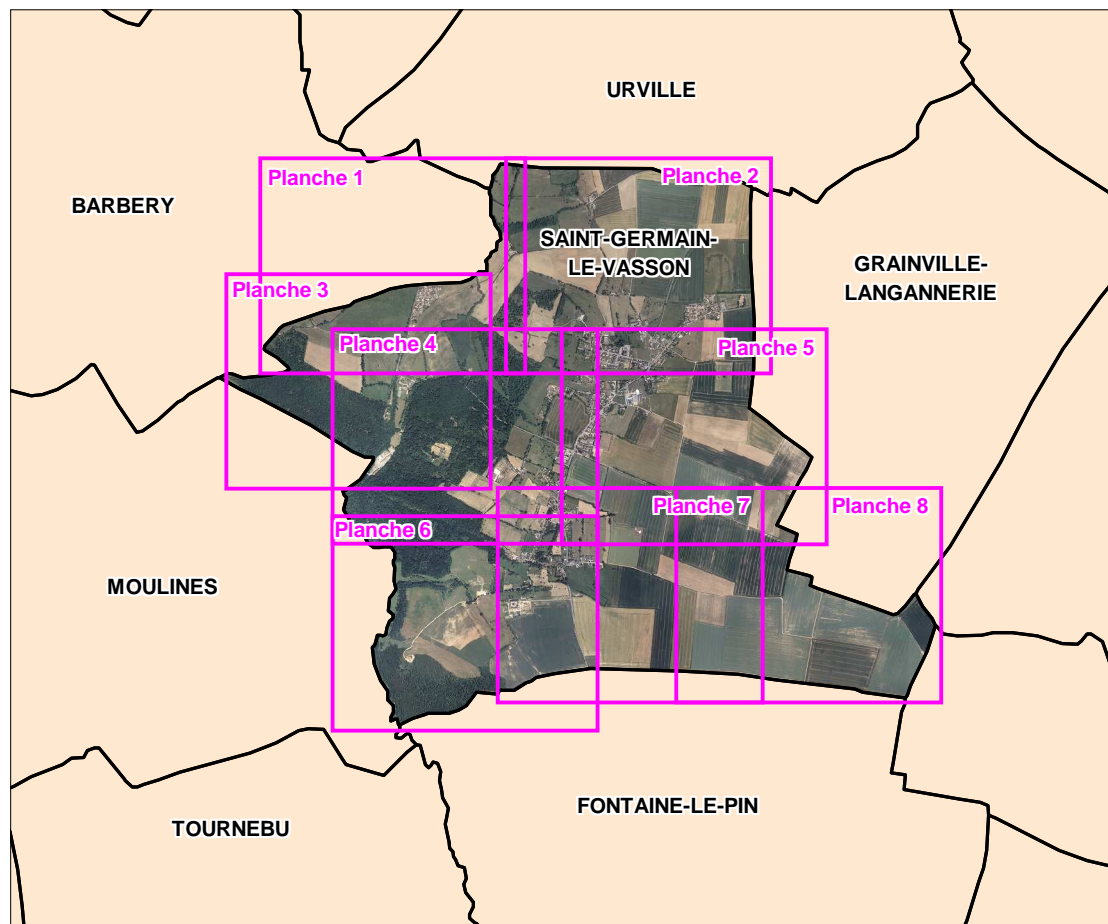 URVILLE
Planche 1
Planche 2
BARBERY
SAINT-GERMAIN-
LE-VASSON
GRAINVILLE-
LANGANNERIE
Planche 3
Planche 4
Planche 5
Planche 7
Planche 8
Planche 6
MOULINES
FONTAINE-LE-PIN
TOURNEBU